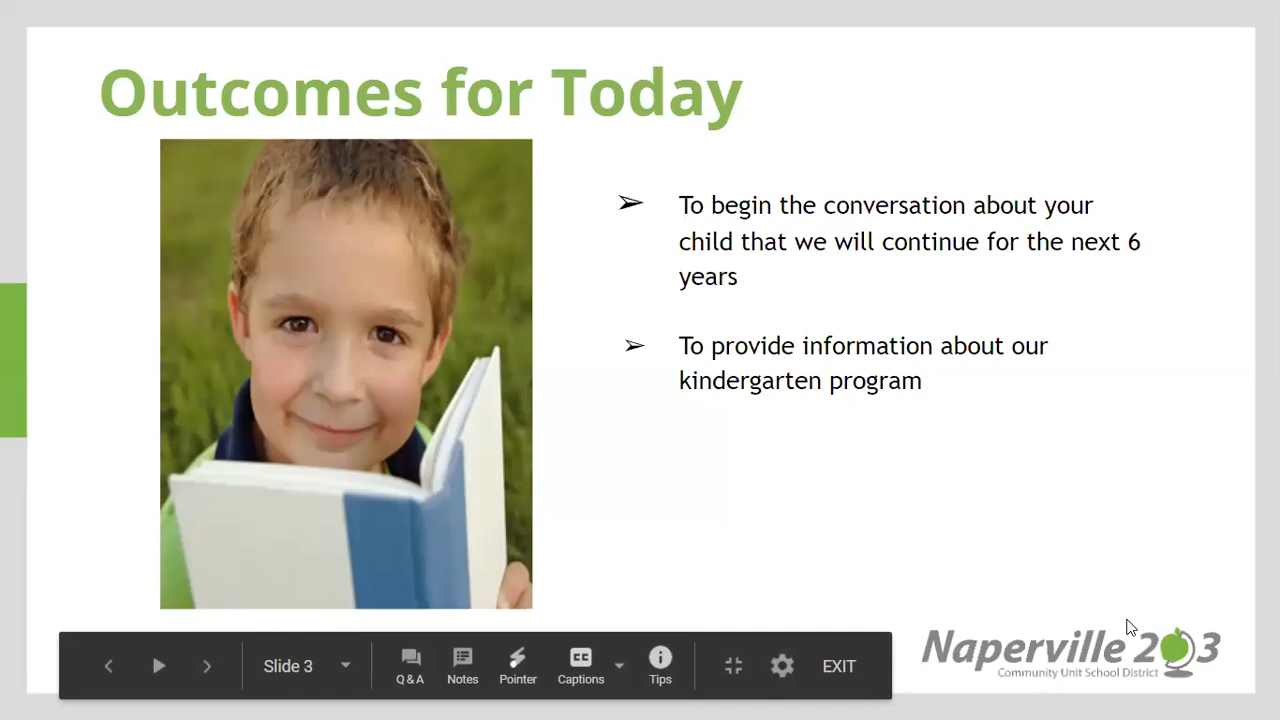 Outcomes for Today
➢ To begin the conversation about your
child that we will continue for the next 6
years
➢ To provide information about our
kindergarten program
Naperville 203
Community Unit School District
Slide 3
Q & A
Notes
Pointer
CC
Captions
Tips
EXIT